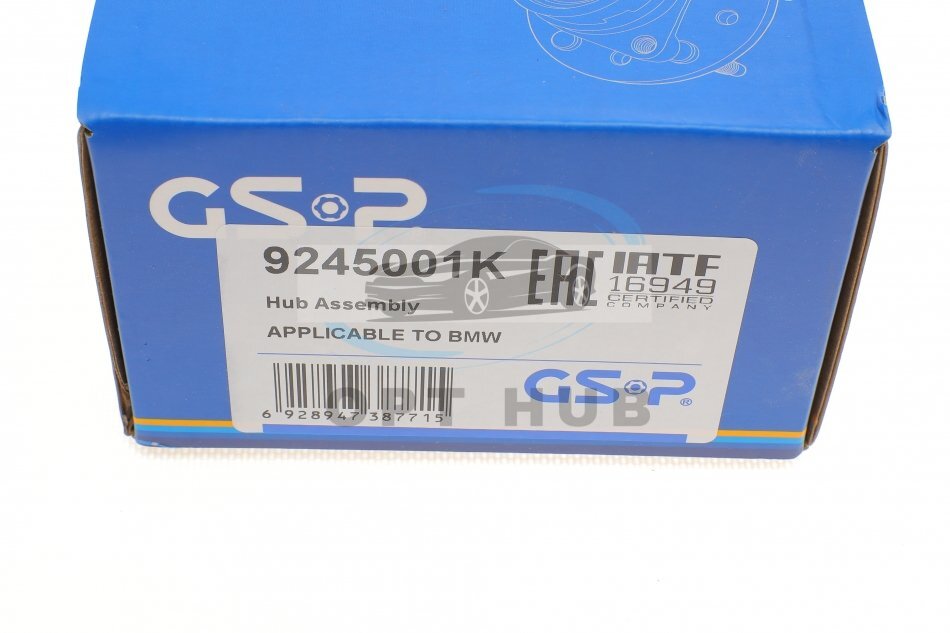 GSP
9245001K
EAC
IATF
16949
CERTIFIED
COMPANY
Hub Assembly
APPLICABLE TO BMW
GSP®
6 928947 387715
OPT HUB